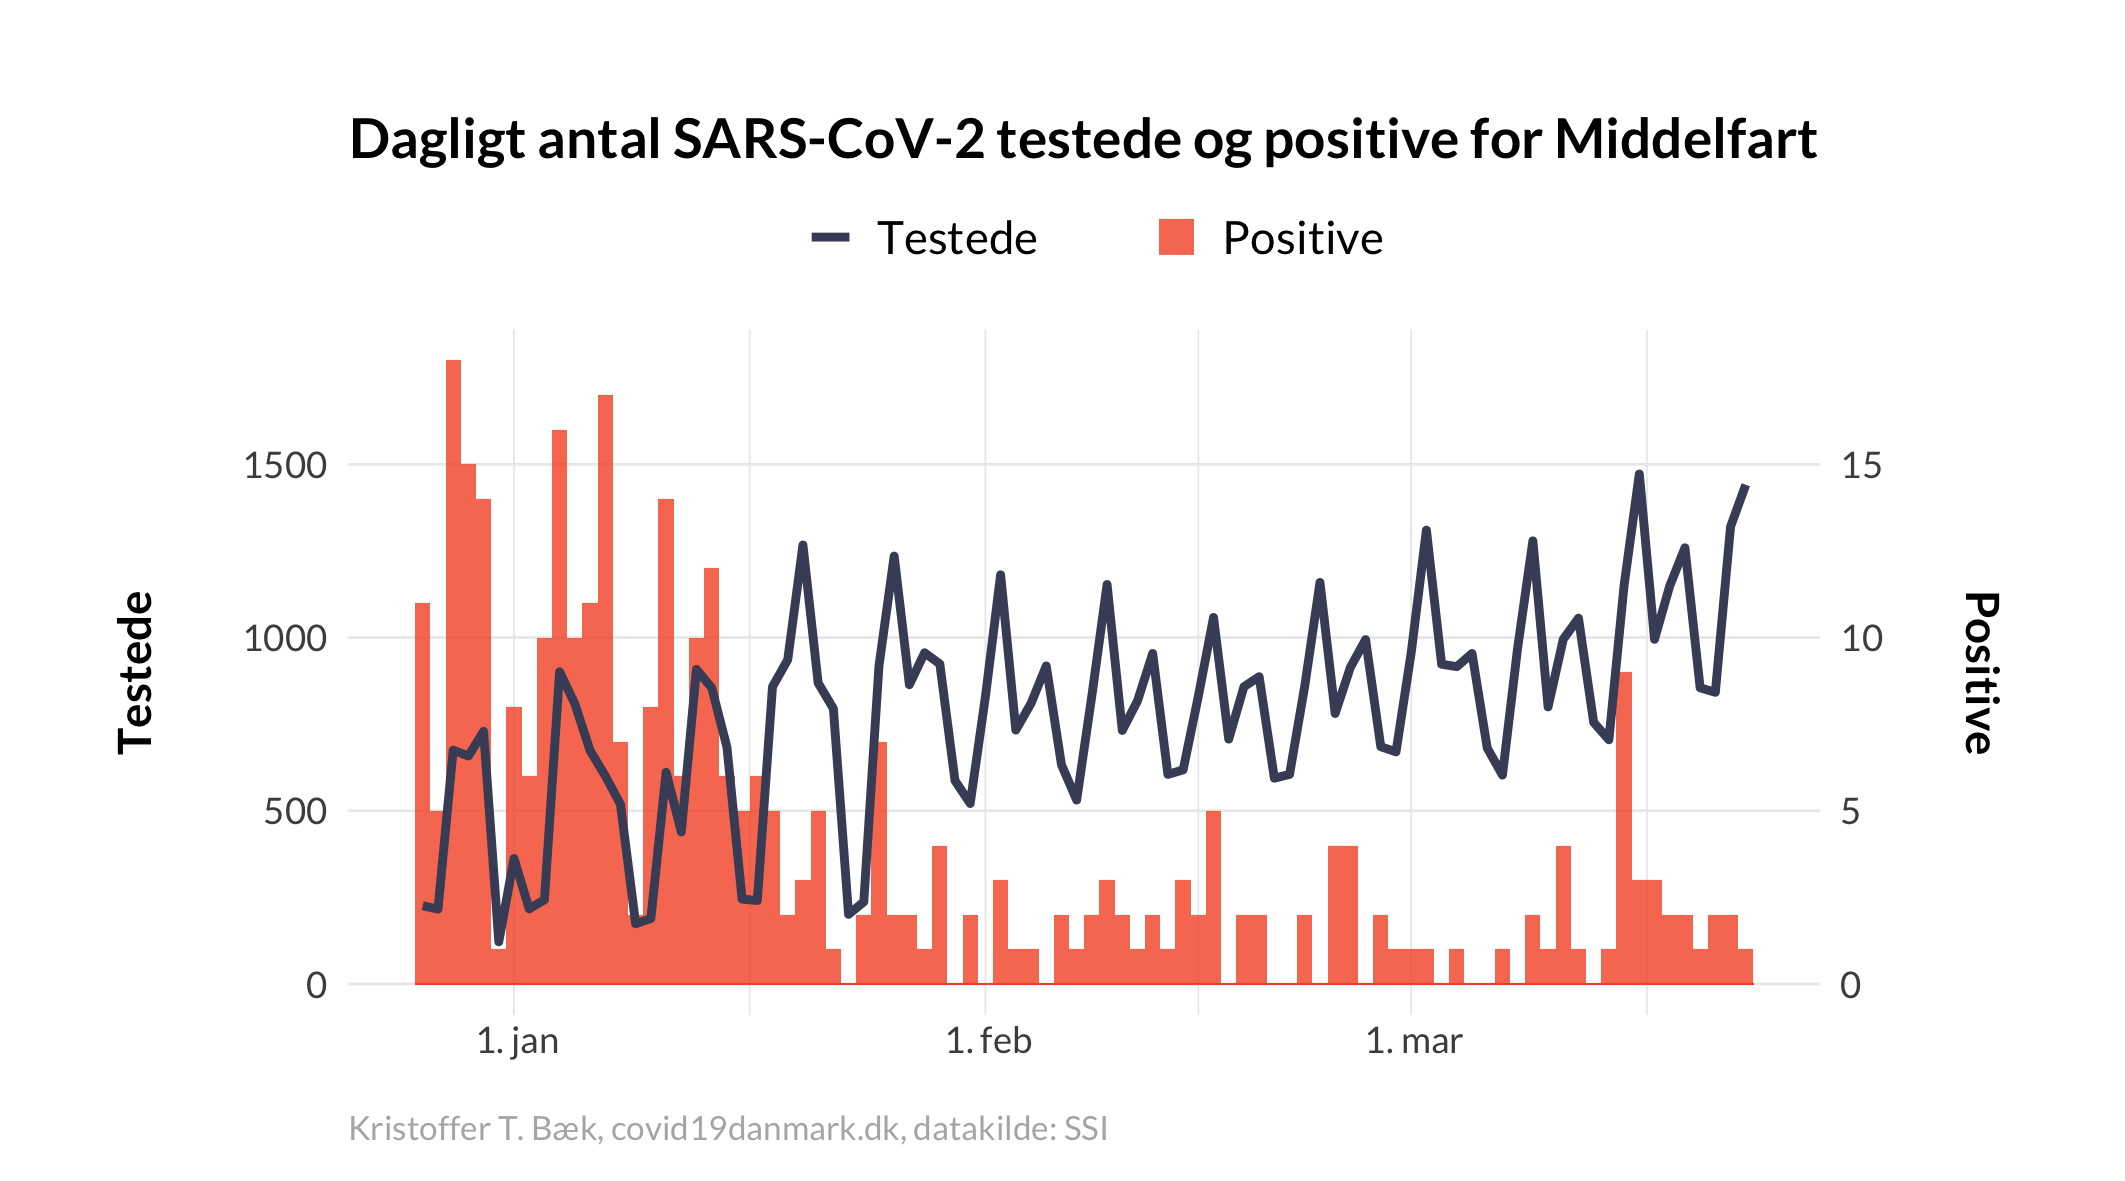 Dagligt antal SARS-CoV-2 testede og positive for Middelfart
Testede
Positive
Testede
1500
1000
500
0
15
10
5
0
Positive
1. jan
1. feb
1. mar
Kristoffer T. Bæk, covid19danmark.dk, datakilde: SSI